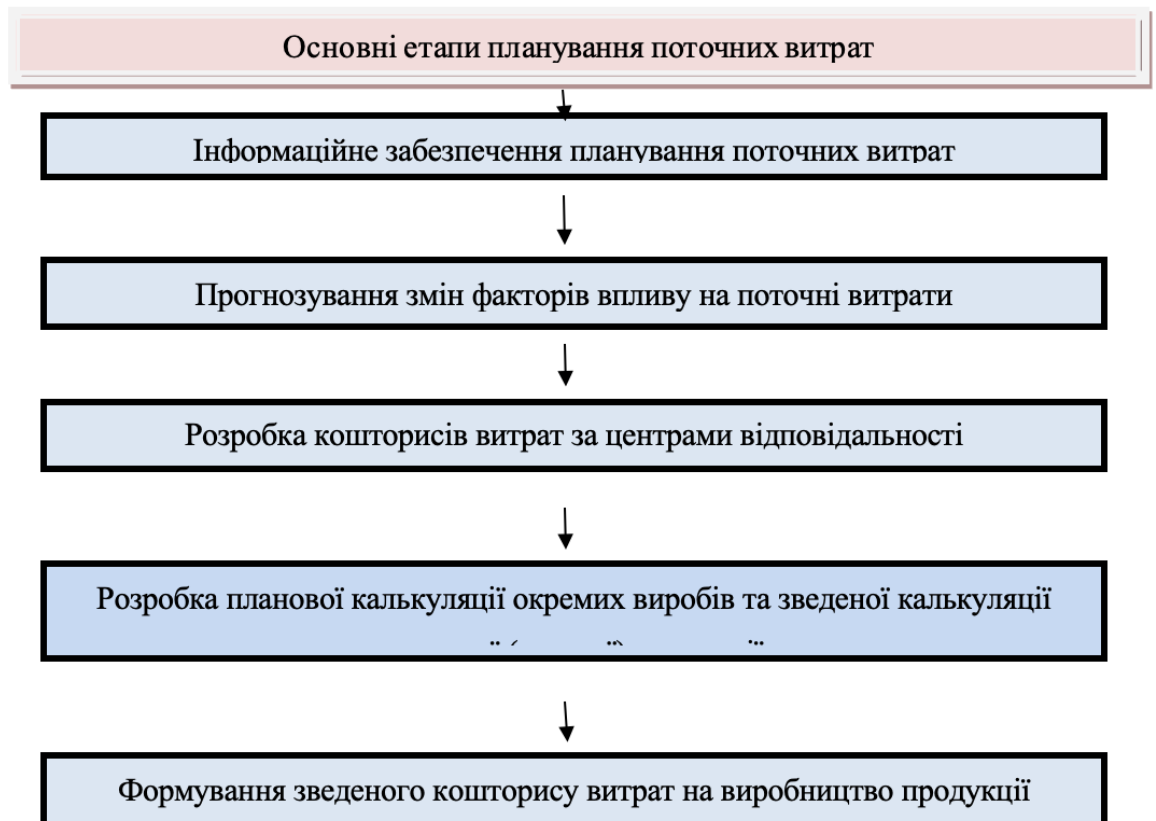 Основні етапи планування поточних витрат
Інформаційне забезпечення планування поточних витрат
Прогнозування змін факторів впливу на поточні витрати
Розробка кошторисів витрат за центрами відповідальності
Розробка планової калькуляції окремих виробів та зведеної калькуляції
Формування зведеного кошторису витрат на виробництво продукції